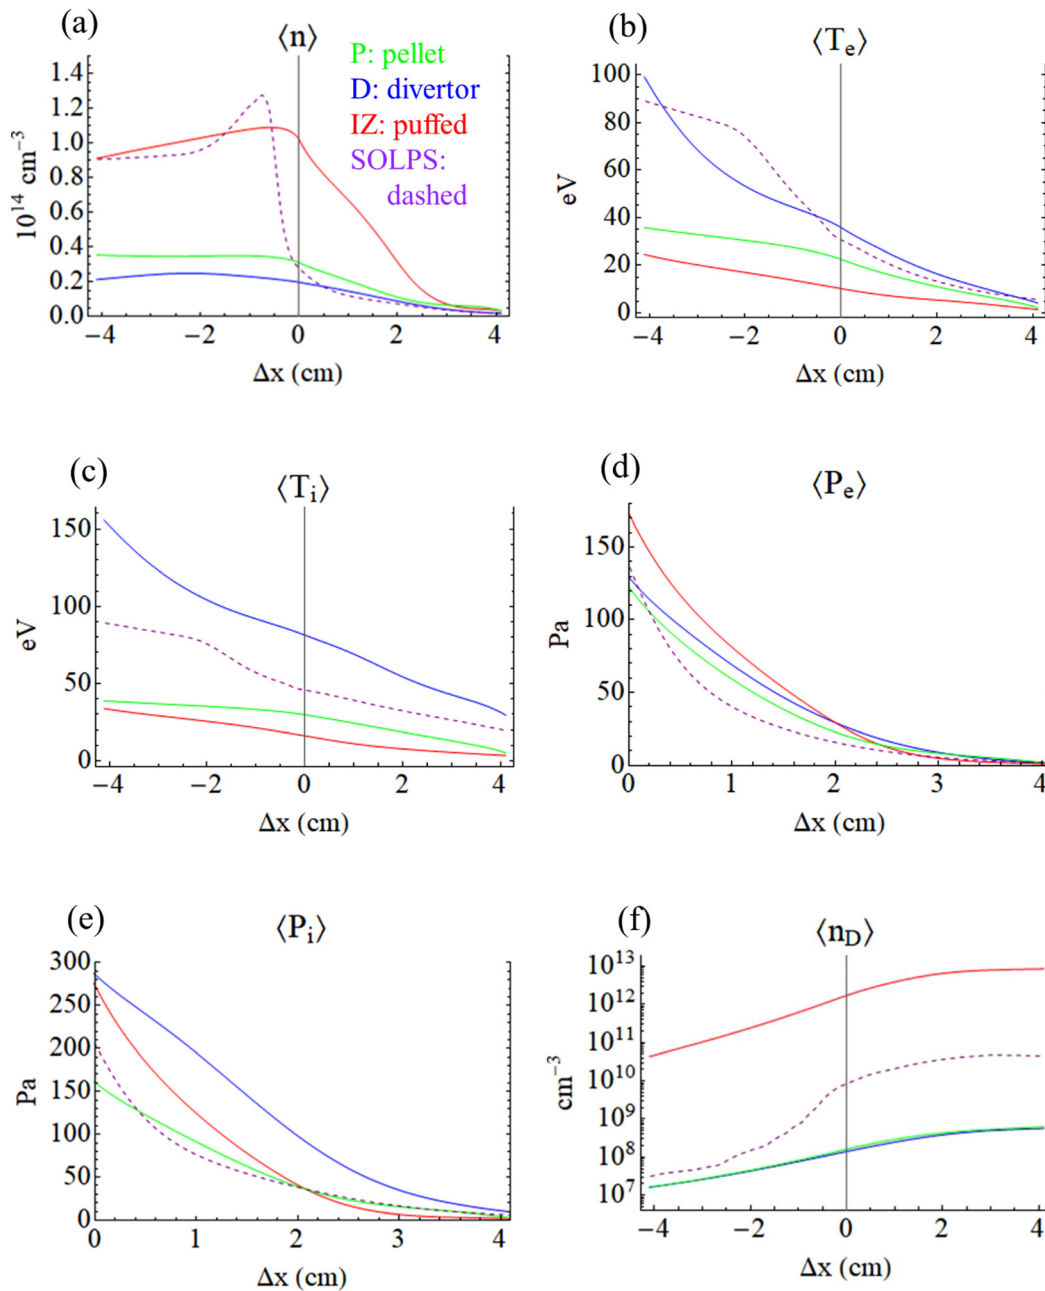 (a)
⟨n⟩
P: pellet
D: divertor
IZ: puffed
SOLPS:
dashed
10¹⁴ cm⁻³
1.4
1.2
1.0
0.8
0.6
0.4
0.2
0.0
−4 −2 0 2 4
Δx (cm)
(b)
⟨Tₑ⟩
eV
100
80
60
40
20
0
−4 −2 0 2 4
Δx (cm)
(c)
⟨Tᵢ⟩
eV
150
100
50
0
−4 −2 0 2 4
Δx (cm)
(d)
⟨Pₑ⟩
Pa
150
100
50
0
0 1 2 3 4
Δx (cm)
(e)
⟨Pᵢ⟩
Pa
300
250
200
150
100
50
0
0 1 2 3 4
Δx (cm)
(f)
⟨n_D⟩
cm⁻³
10¹³
10¹²
10¹¹
10¹⁰
10⁹
10⁸
10⁷
−4 −2 0 2 4
Δx (cm)